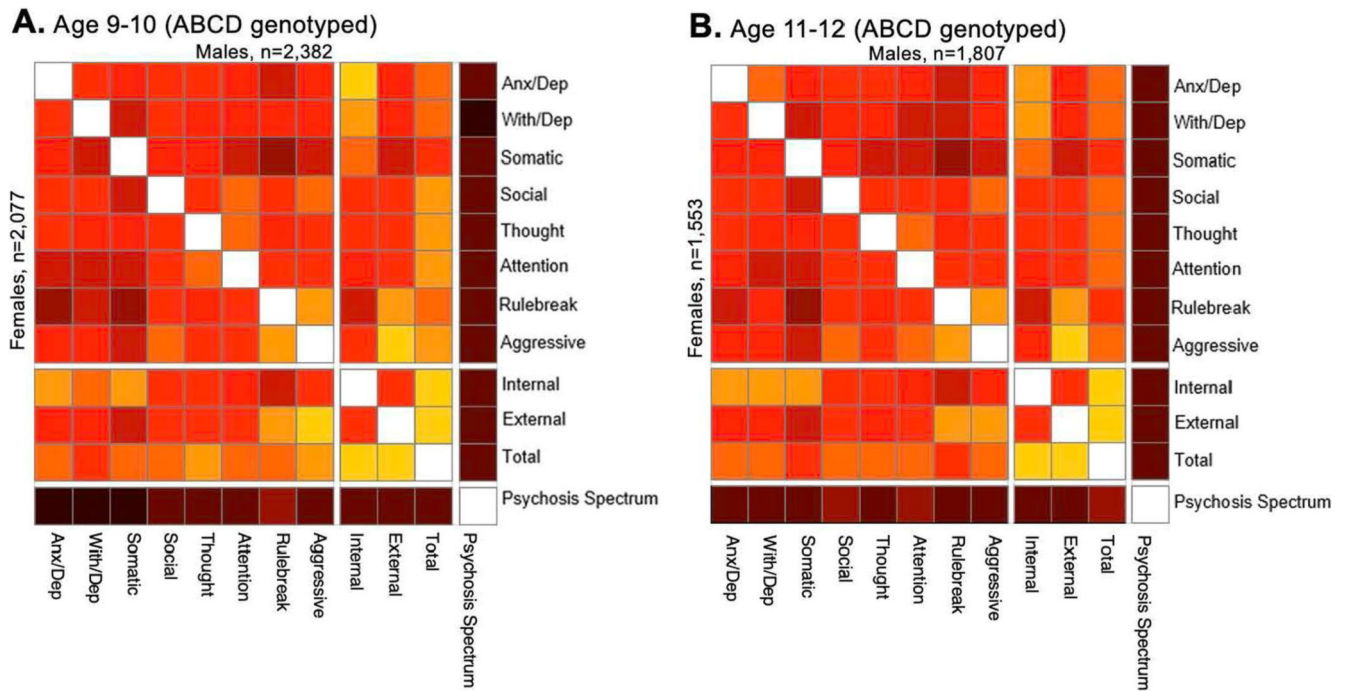 A. Age 9-10 (ABCD genotyped)
Males, n=2,382
Females, n=2,077
Anx/Dep
With/Dep
Somatic
Social
Thought
Attention
Rulebreak
Aggressive
Internal
External
Total
Psychosis Spectrum
Anx/Dep
With/Dep
Somatic
Social
Thought
Attention
Rulebreak
Aggressive
Internal
External
Total
Psychosis Spectrum
B. Age 11-12 (ABCD genotyped)
Males, n=1,807
Females, n=1,553
Anx/Dep
With/Dep
Somatic
Social
Thought
Attention
Rulebreak
Aggressive
Internal
External
Total
Psychosis Spectrum
Anx/Dep
With/Dep
Somatic
Social
Thought
Attention
Rulebreak
Aggressive
Internal
External
Total
Psychosis Spectrum